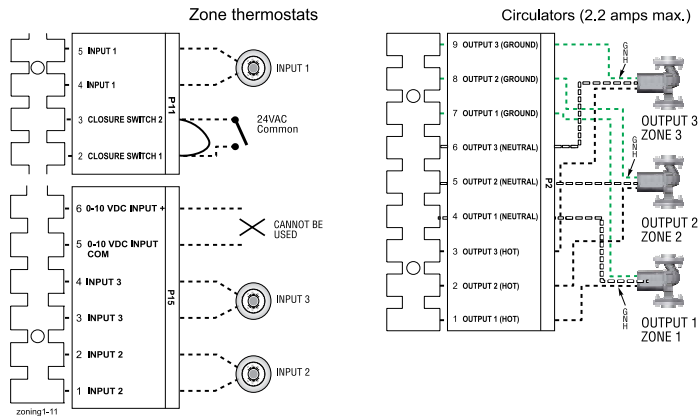 Zone thermostats
5 INPUT 1
4 INPUT 1
3 CLOSURE SWITCH 2
2 CLOSURE SWITCH 1
P11
INPUT 1
24VAC
Common
6 0-10 VDC INPUT +
5 0-10 VDC INPUT
COM
4 INPUT 3
3 INPUT 3
2 INPUT 2
1 INPUT 2
P15
CANNOT BE
USED
INPUT 3
INPUT 2
zoning1-11
Circulators (2.2 amps max.)
9 OUTPUT 3 (GROUND)
8 OUTPUT 2 (GROUND)
7 OUTPUT 1 (GROUND)
6 OUTPUT 3 (NEUTRAL)
5 OUTPUT 2 (NEUTRAL)
4 OUTPUT 1 (NEUTRAL)
3 OUTPUT 3 (HOT)
2 OUTPUT 2 (HOT)
1 OUTPUT 1 (HOT)
P2
GNH
OUTPUT 3
ZONE 3
GNH
OUTPUT 2
ZONE 2
GNH
OUTPUT 1
ZONE 1